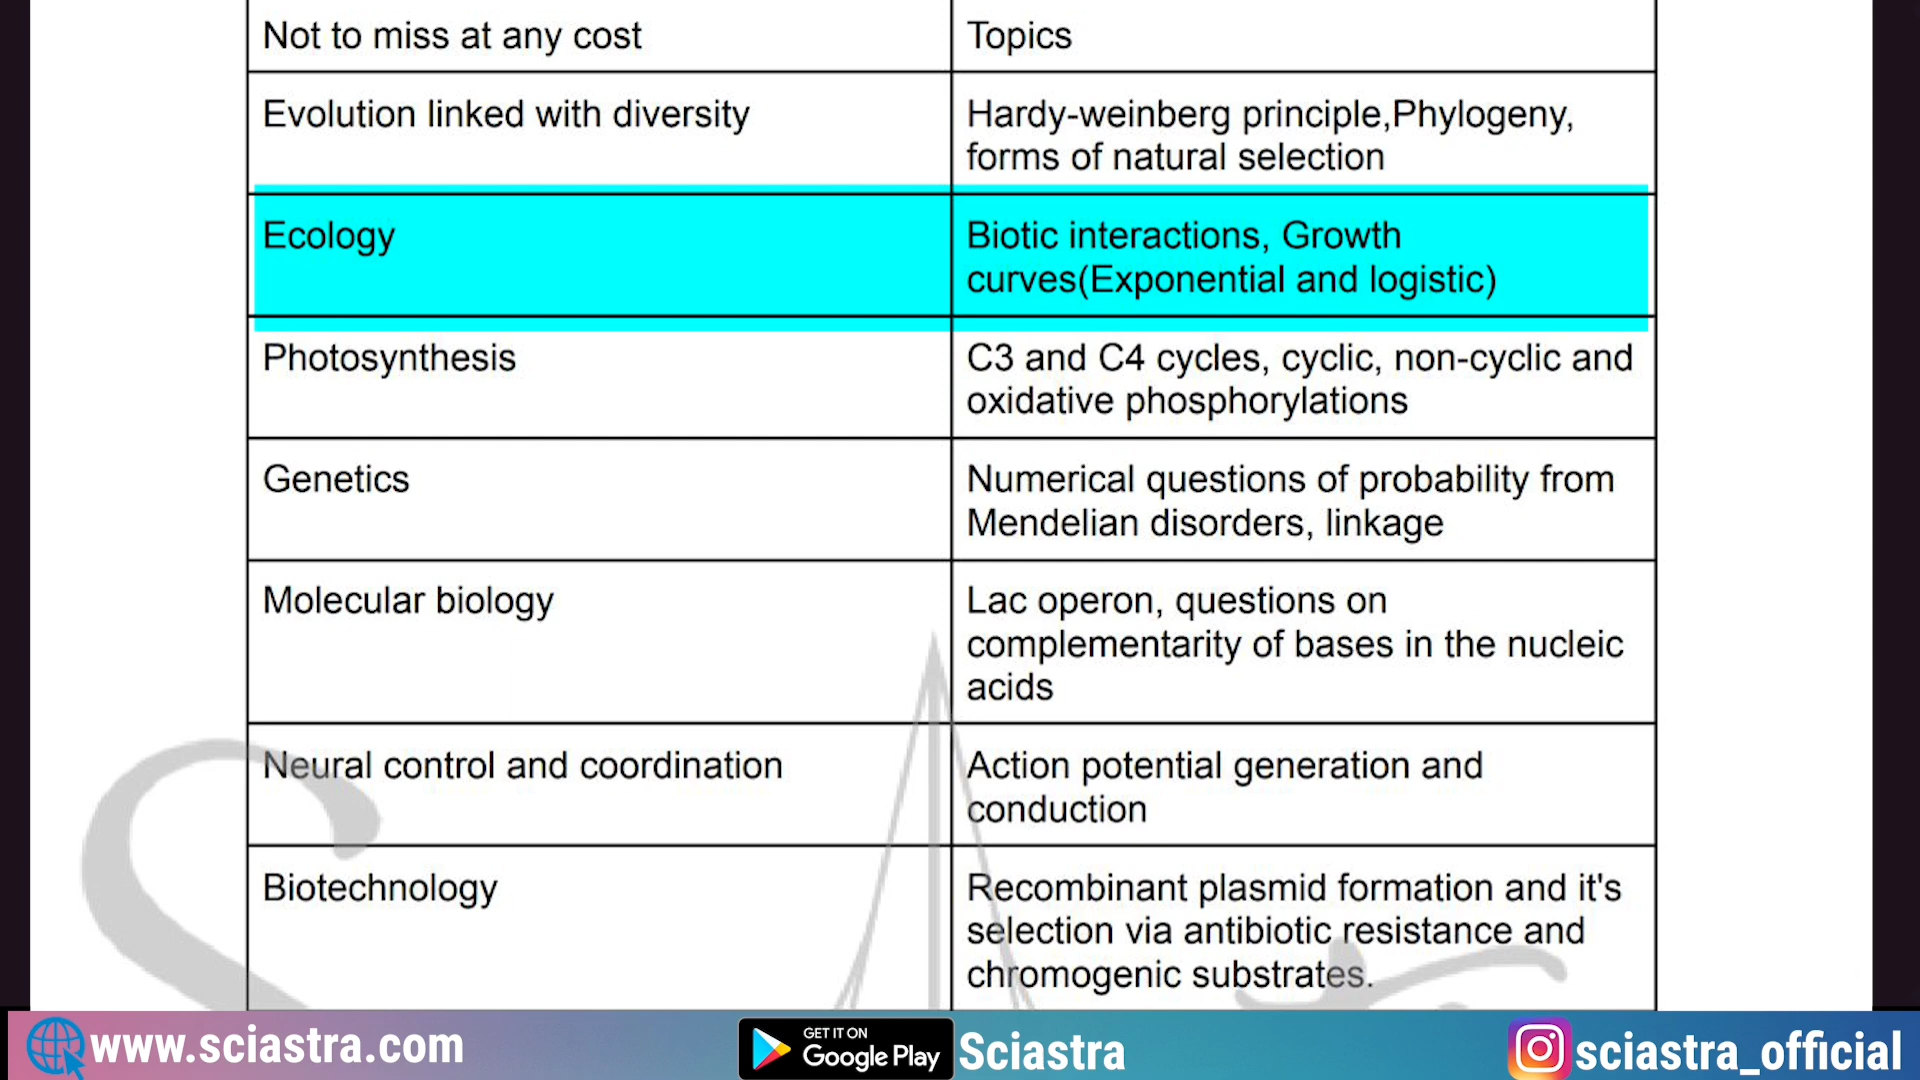 Not to miss at any cost
Topics
Evolution linked with diversity
Hardy-weinberg principle,Phylogeny,
forms of natural selection
Ecology
Biotic interactions, Growth
curves(Exponential and logistic)
Photosynthesis
C3 and C4 cycles, cyclic, non-cyclic and
oxidative phosphorylations
Genetics
Numerical questions of probability from
Mendelian disorders, linkage
Molecular biology
Lac operon, questions on
complementarity of bases in the nucleic
acids
Neural control and coordination
Action potential generation and
conduction
Biotechnology
Recombinant plasmid formation and it's
selection via antibiotic resistance and
chromogenic substrates.
www.sciastra.com
GET IT ON
Google Play
Sciastra
sciastra_official